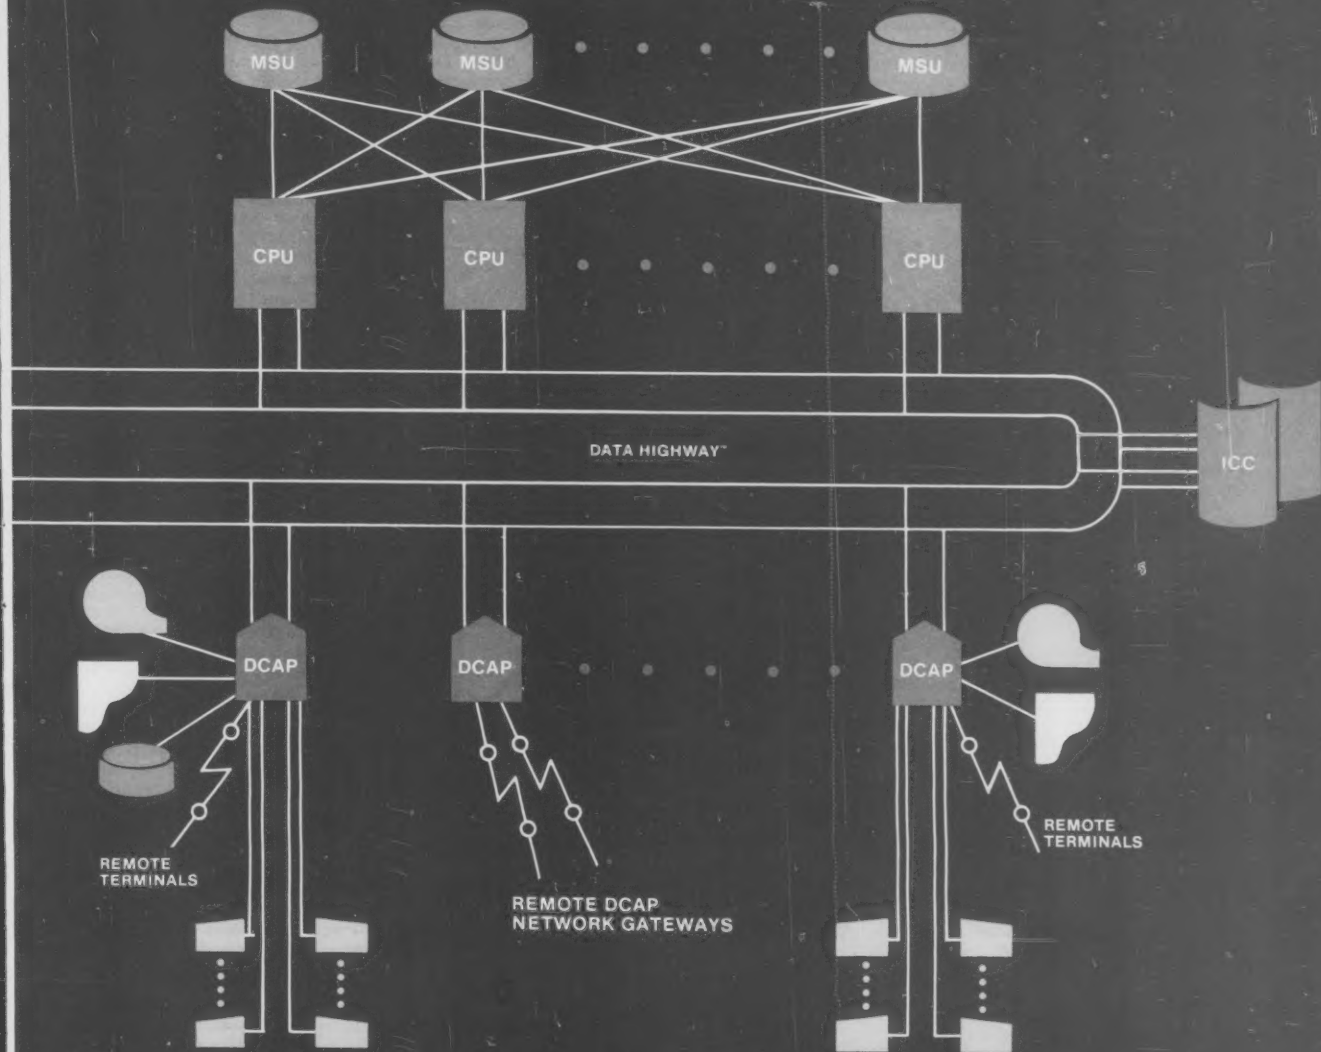 MSU
MSU
MSU
CPU
CPU
CPU
DATA HIGHWAY™
ICC
DCAP
DCAP
DCAP
REMOTE
TERMINALS
REMOTE DCAP
NETWORK GATEWAYS
REMOTE
TERMINALS